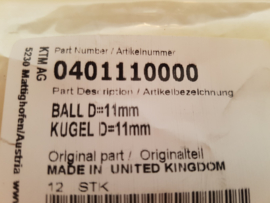 Part Number / Artikelnummer
0401110000
Part Description / Artikelbezeichnung
BALL D=11mm
KUGEL D=11mm
Original part / Originalteil
MADE IN UNITED KINGDOM
12 STK
KTM AG
5230 Mattighofen/Austria
www.